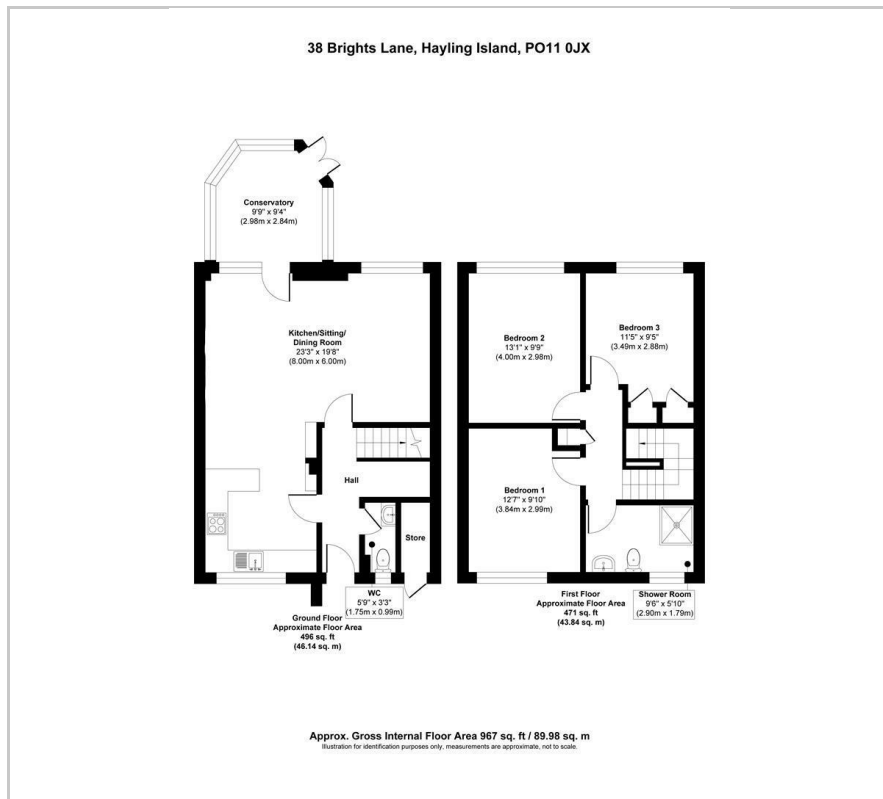 38 Brights Lane, Hayling Island, PO11 0JX
Conservatory
9'9" x 9'4"
(2.98m x 2.84m)
Kitchen/Sitting/
Dining Room
23'3" x 19'8"
(8.00m x 6.00m)
Hall
Store
WC
5'9" x 3'3"
(1.75m x 0.99m)
Ground Floor
Approximate Floor Area
496 sq. ft
(46.14 sq. m)
Bedroom 2
13'1" x 9'9"
(4.00m x 2.98m)
Bedroom 3
11'5" x 9'5"
(3.49m x 2.88m)
Bedroom 1
12'7" x 9'10"
(3.84m x 2.99m)
First Floor
Approximate Floor Area
471 sq. ft
(43.84 sq. m)
Shower Room
9'6" x 5'10"
(2.90m x 1.79m)
Approx. Gross Internal Floor Area 967 sq. ft / 89.98 sq. m
Illustration for identification purposes only, measurements are approximate, not to scale.